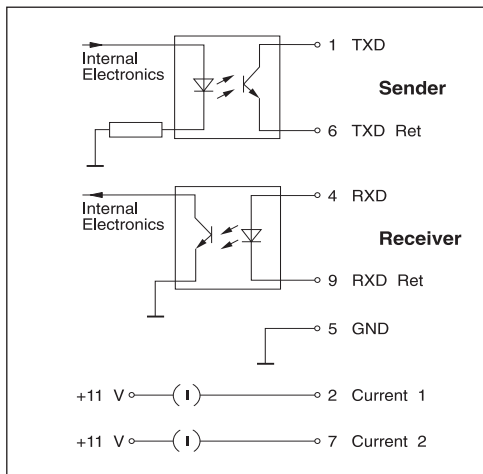 1 TXD
Internal
Electronics
Sender
6 TXD Ret
4 RXD
Internal
Electronics
Receiver
9 RXD Ret
5 GND
+11 V 2 Current 1
+11 V 7 Current 2